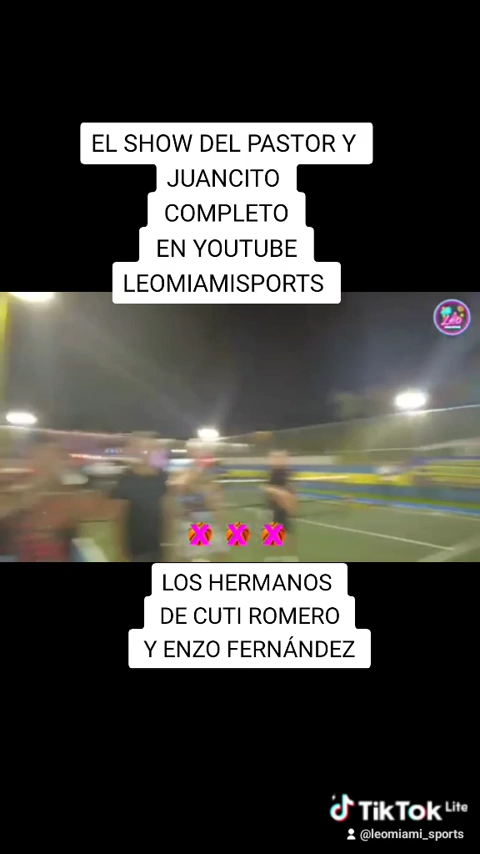 EL SHOW DEL PASTOR Y
JUANCITO
COMPLETO
EN YOUTUBE
LEOMIAMISPORTS
Leo
X X X
LOS HERMANOS
DE CUTI ROMERO
Y ENZO FERNÁNDEZ
TikTok Lite
@leomiami_sports